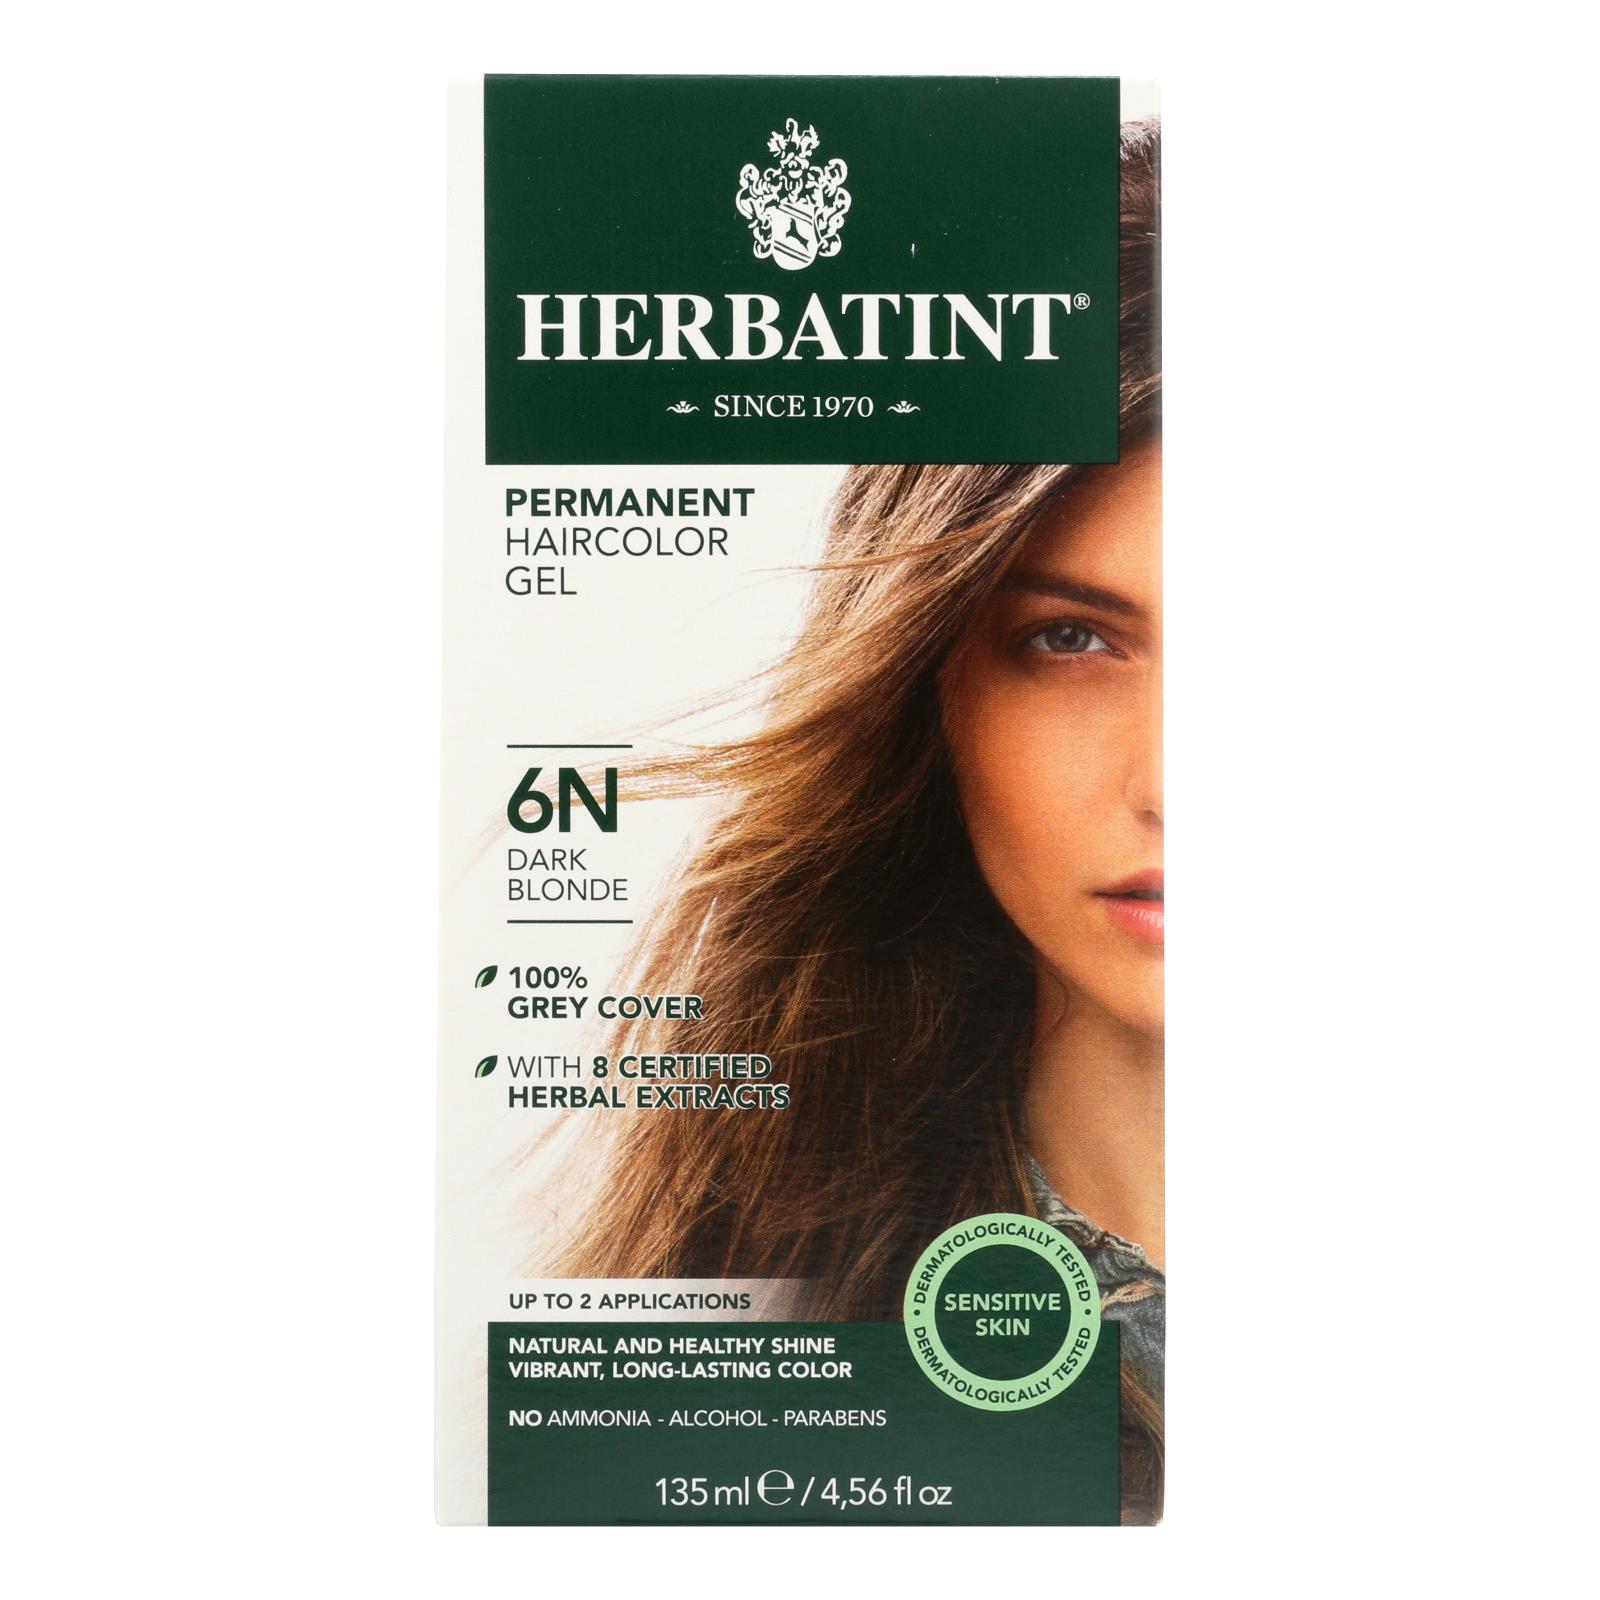 HERBATINT®
SINCE 1970
PERMANENT
HAIRCOLOR
GEL
6N
DARK
BLONDE
100%
GREY COVER
WITH 8 CERTIFIED
HERBAL EXTRACTS
UP TO 2 APPLICATIONS
NATURAL AND HEALTHY SHINE
VIBRANT, LONG-LASTING COLOR
NO AMMONIA - ALCOHOL - PARABENS
• DERMATOLOGICALLY TESTED •
SENSITIVE
SKIN
DERMATOLOGICALLY TESTED
135 ml ℮ / 4,56 fl oz